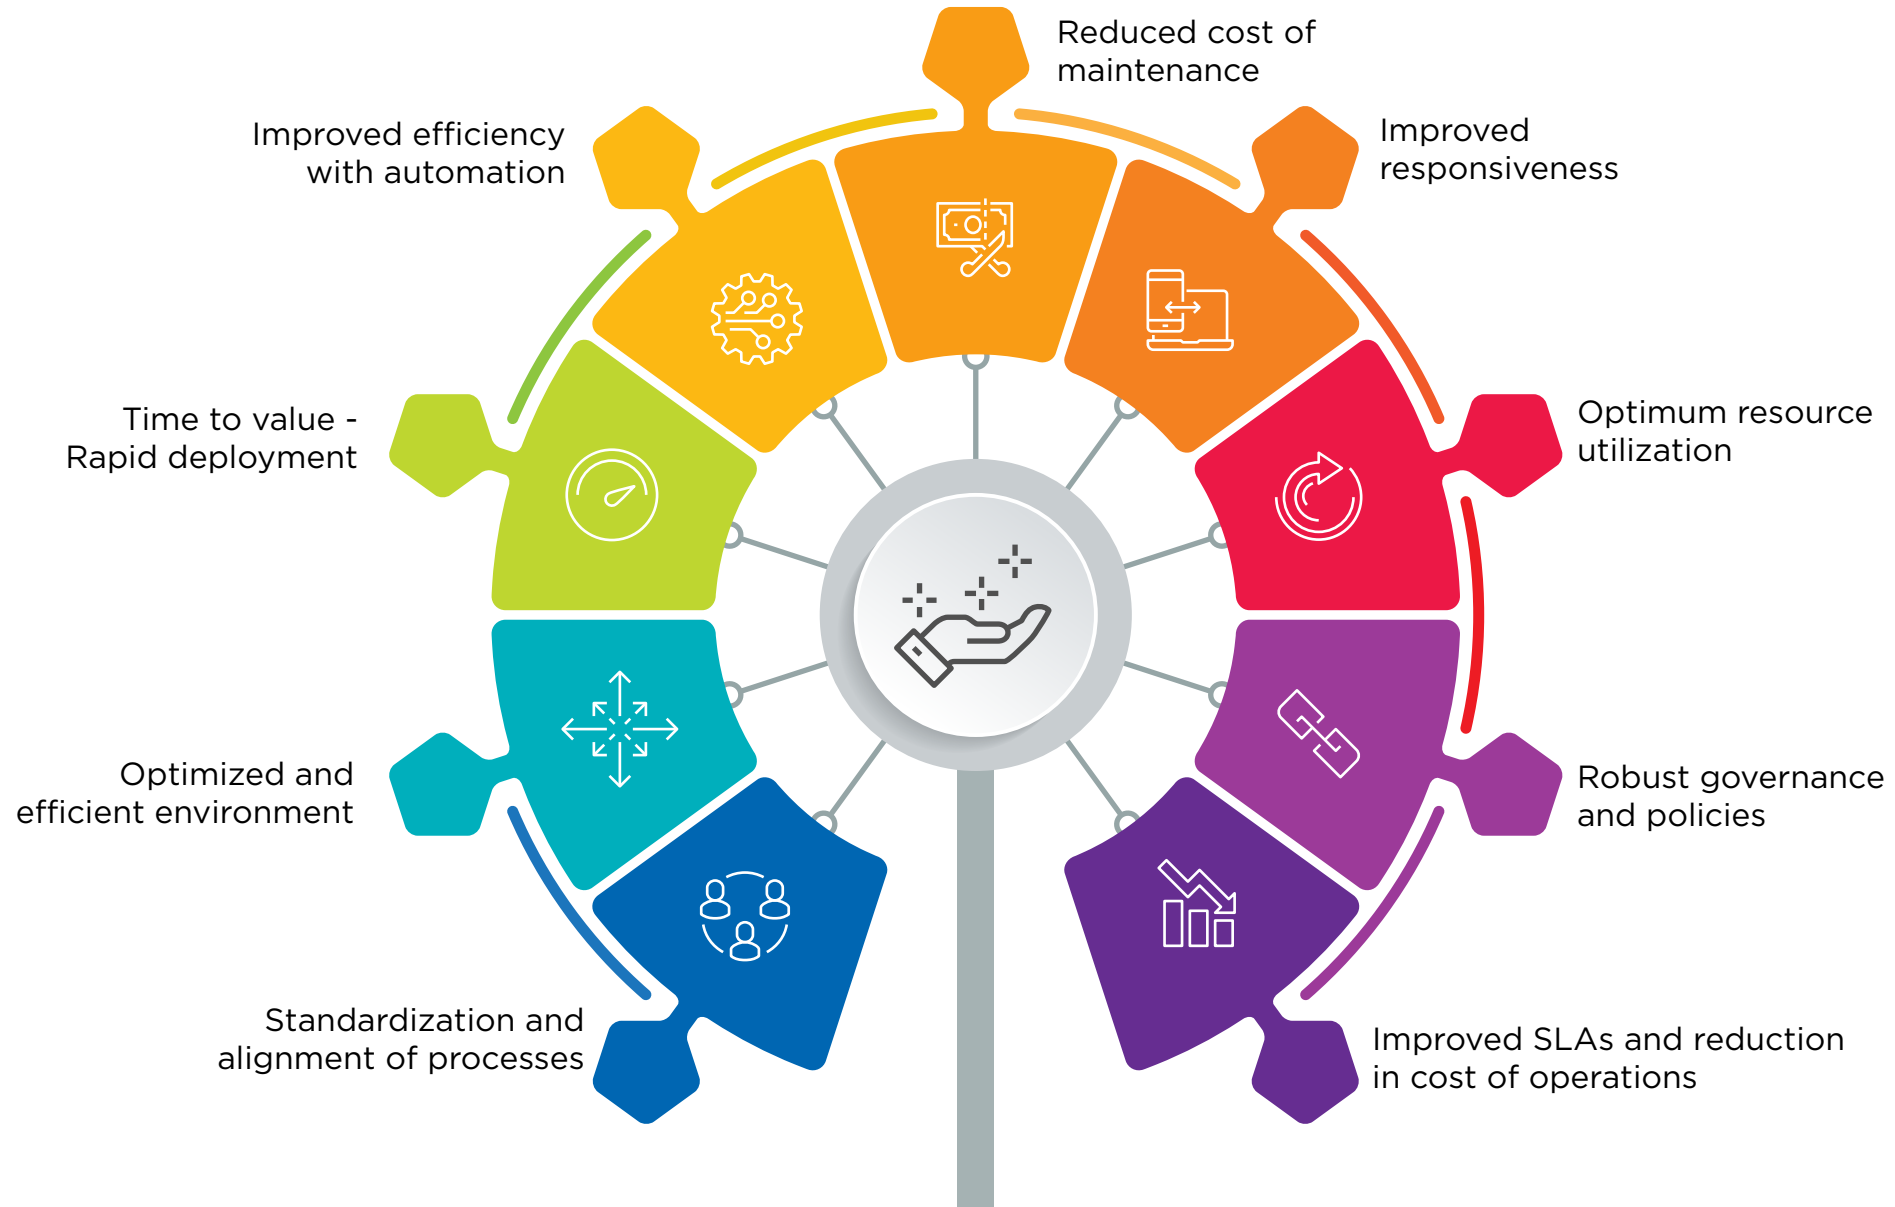 Reduced cost of
maintenance
Improved efficiency
with automation
Improved
responsiveness
Time to value -
Rapid deployment
Optimum resource
utilization
Optimized and
efficient environment
Robust governance
and policies
Standardization and
alignment of processes
Improved SLAs and reduction
in cost of operations